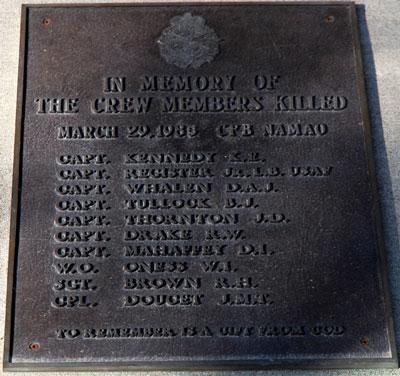 IN MEMORY OF
THE CREW MEMBERS KILLED
MARCH 29,1985 CFB NAMAO
CAPT. KENNEDY K.E.
CAPT. REGISTER JR.L.B. USAF
CAPT. WHALEN D.A.J.
CAPT. TULLOCK B.J.
CAPT. THORNTON J.D.
CAPT. DRAKE R.W.
CAPT. MAHAFFEY D.I.
W.O. ONESS W.I.
SGT. BROWN R.H.
CPL. DOUCET J.M.T.
TO REMEMBER IS A GIFT FROM GOD